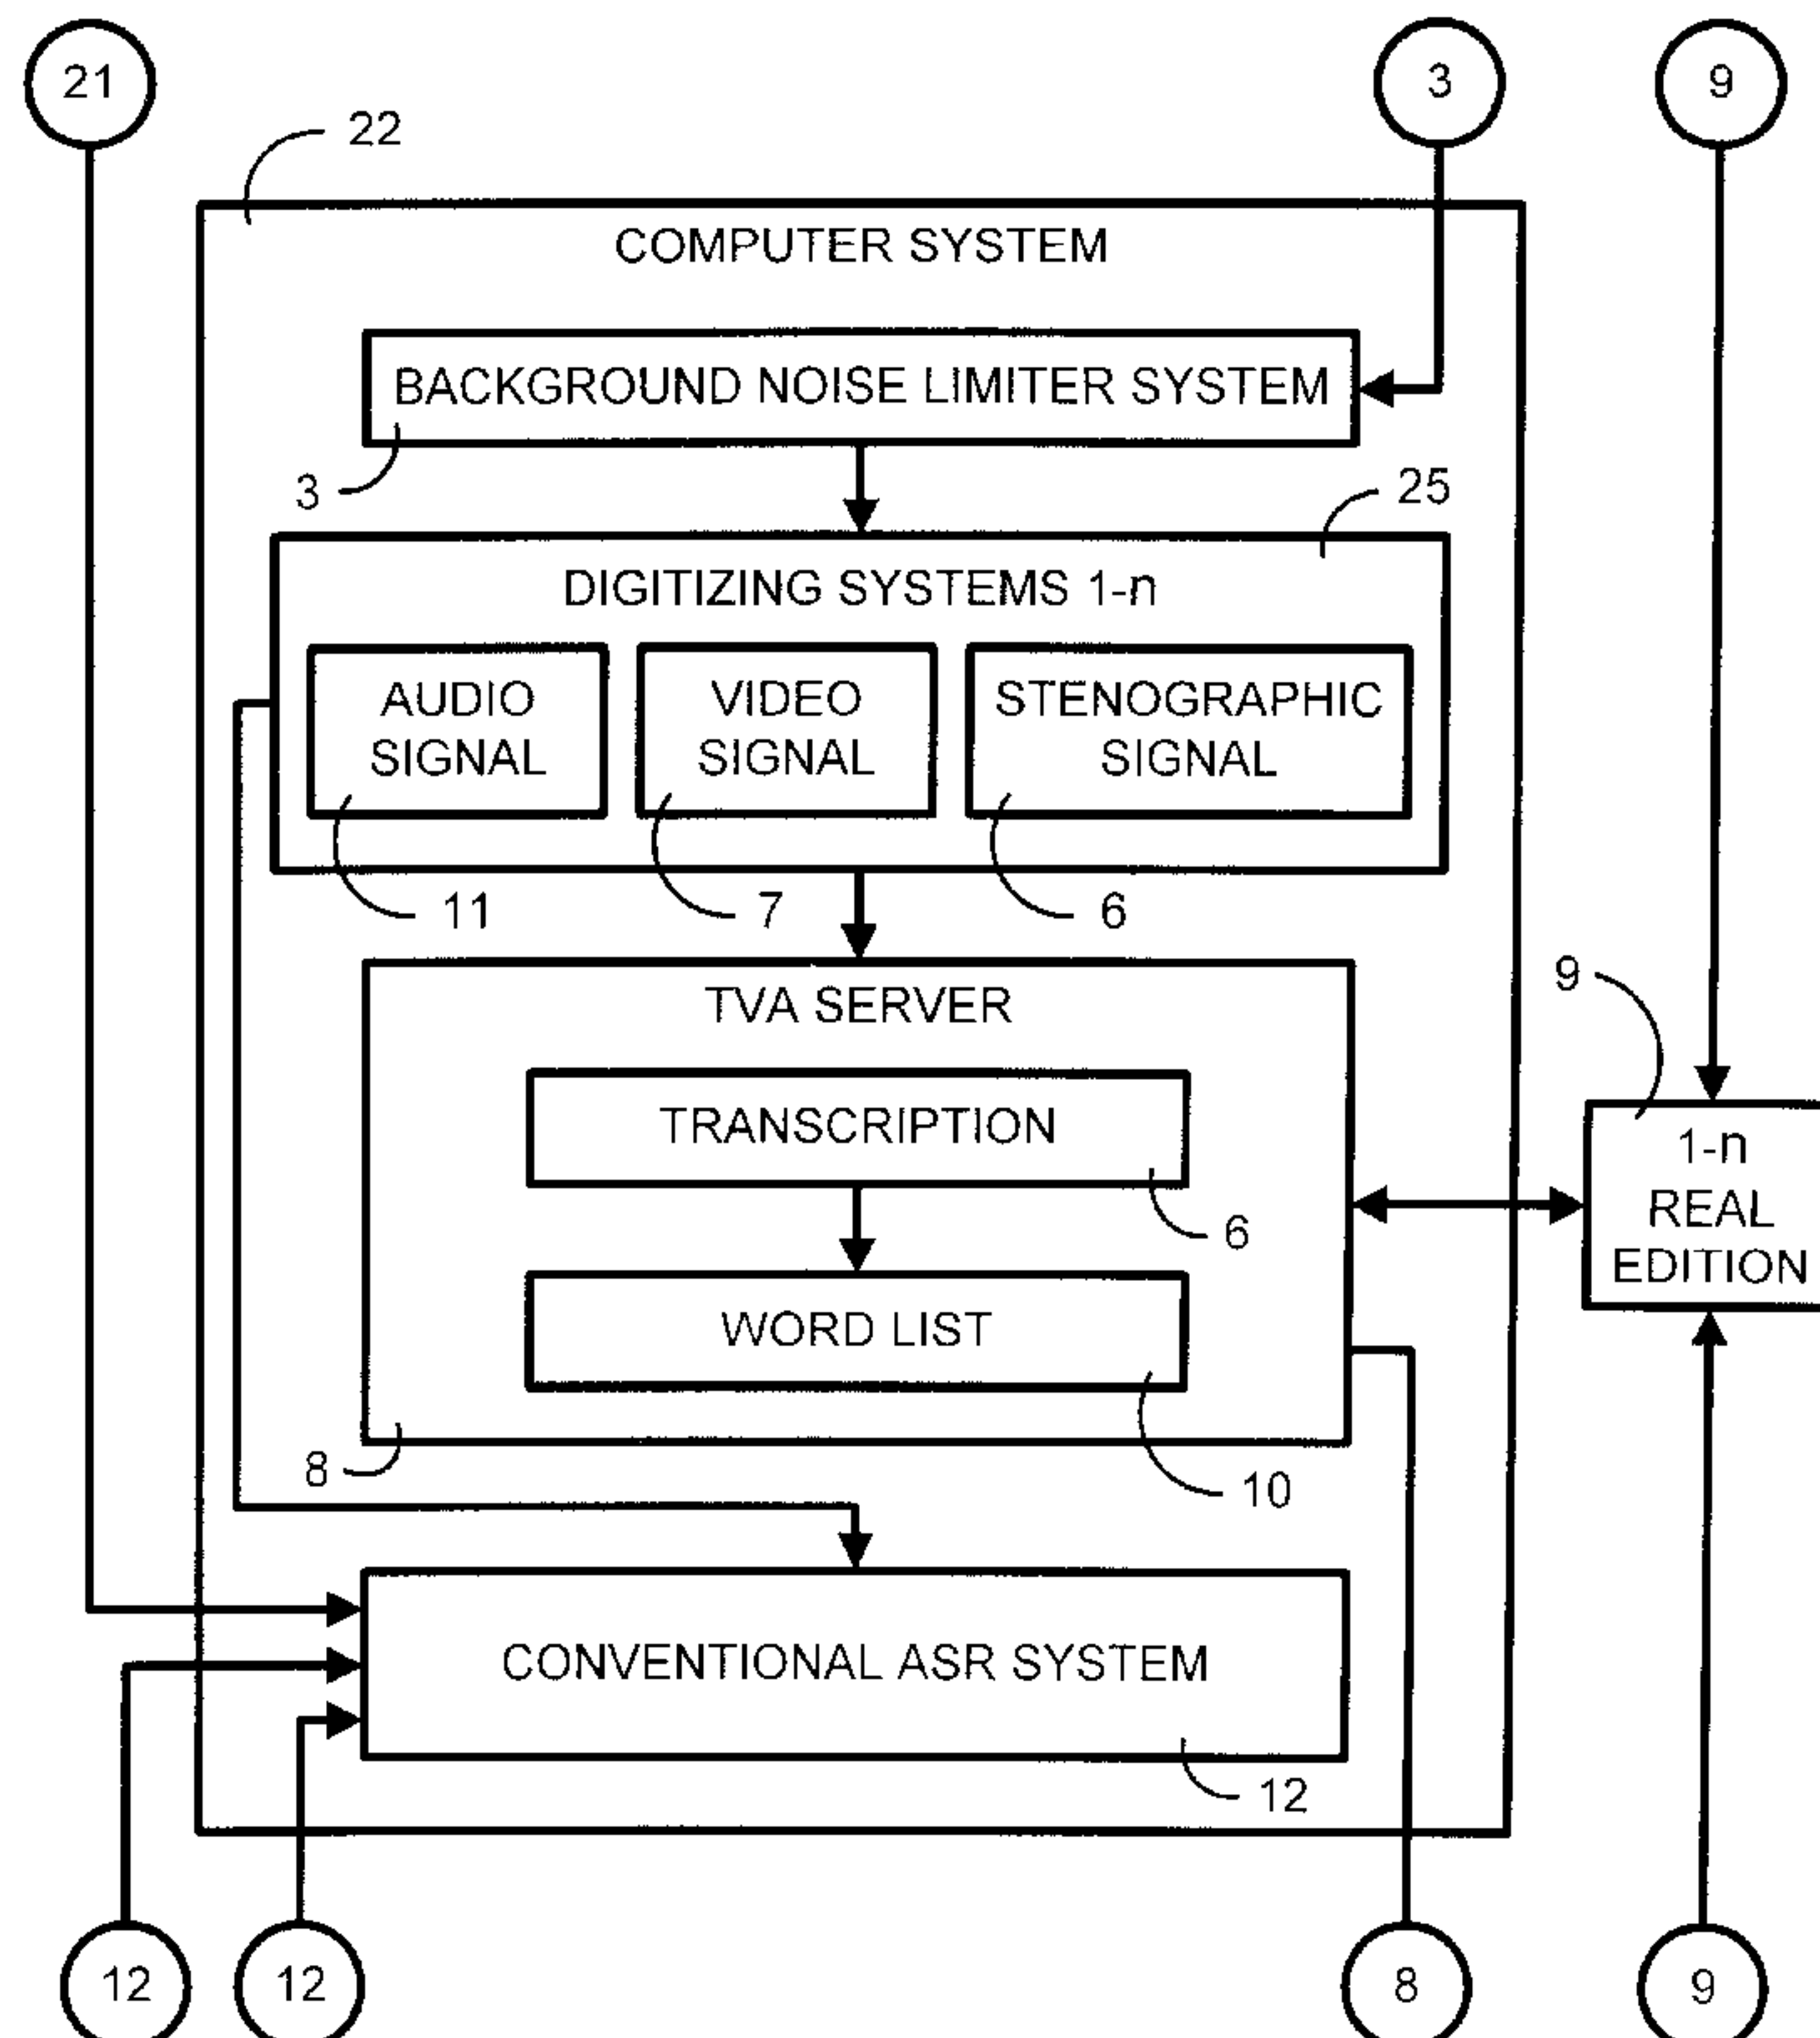 21
3
9
22
COMPUTER SYSTEM
BACKGROUND NOISE LIMITER SYSTEM
3
25
DIGITIZING SYSTEMS 1-n
AUDIO
SIGNAL
VIDEO
SIGNAL
STENOGRAPHIC
SIGNAL
11
7
6
TVA SERVER
9
TRANSCRIPTION
1-n
REAL
EDITION
6
WORD LIST
8
10
CONVENTIONAL ASR SYSTEM
12
12
12
8
9